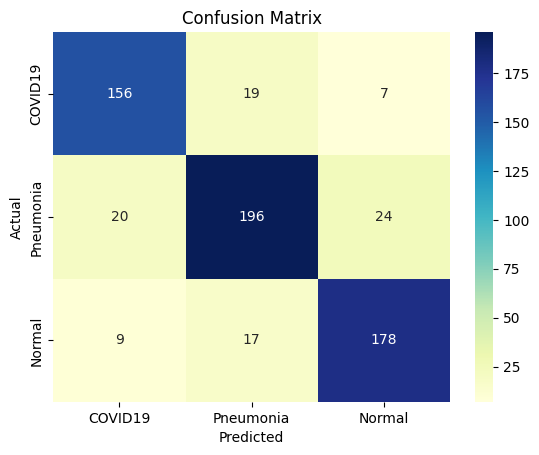 Confusion Matrix
Actual
COVID19
Pneumonia
Normal
156 19 7
20 196 24
9 17 178
COVID19 Pneumonia Normal
Predicted
175
150
125
100
75
50
25